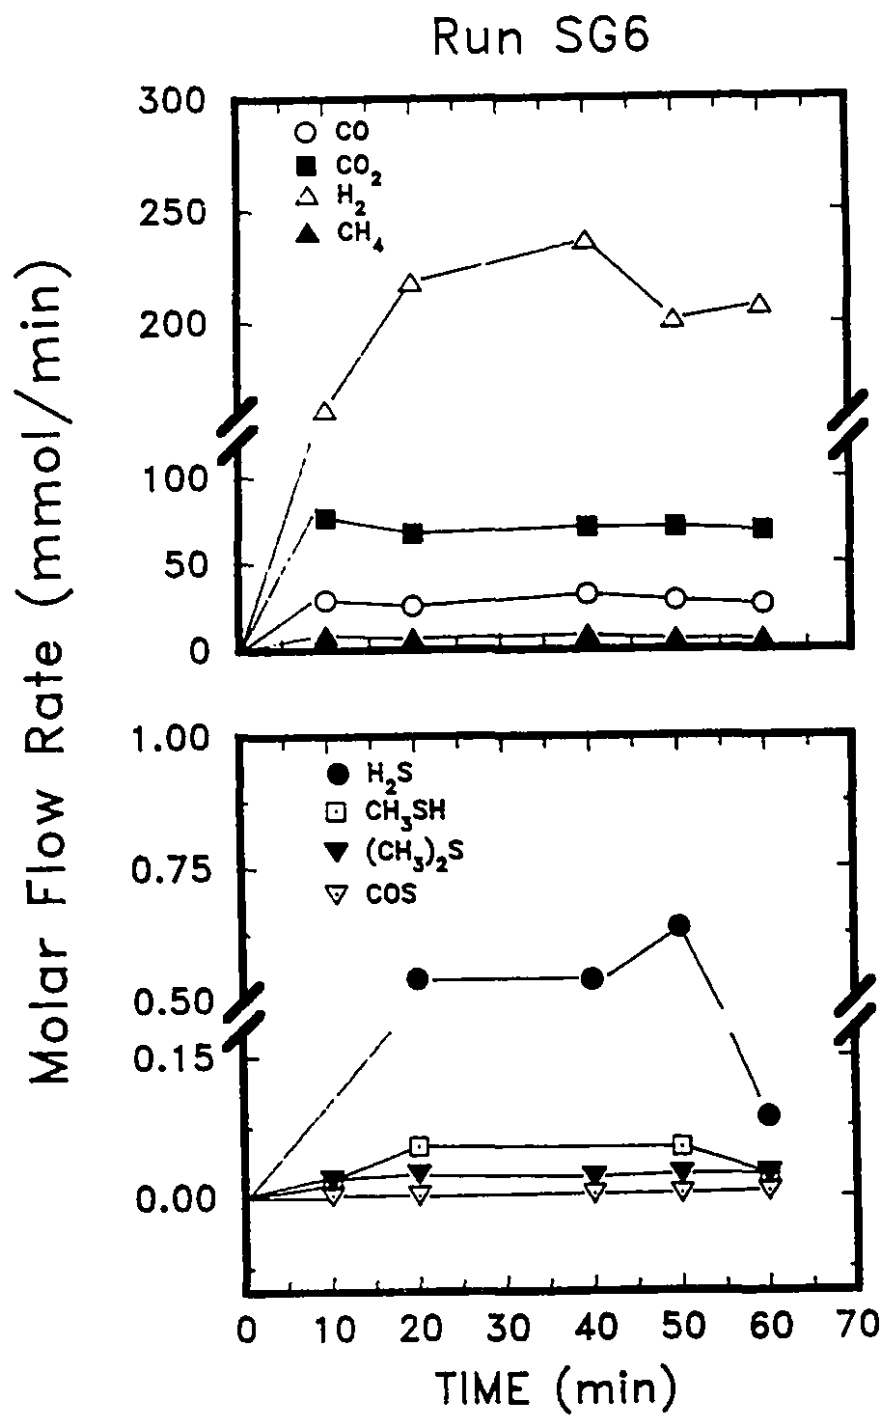 Run SG6
300
250
200
100
50
0
CO
CO₂
H₂
CH₄
Molar Flow Rate (mmol/min)
1.00
0.75
0.50
0.15
0.00
H₂S
CH₃SH
(CH₃)₂S
COS
0 10 20 30 40 50 60 70
TIME (min)